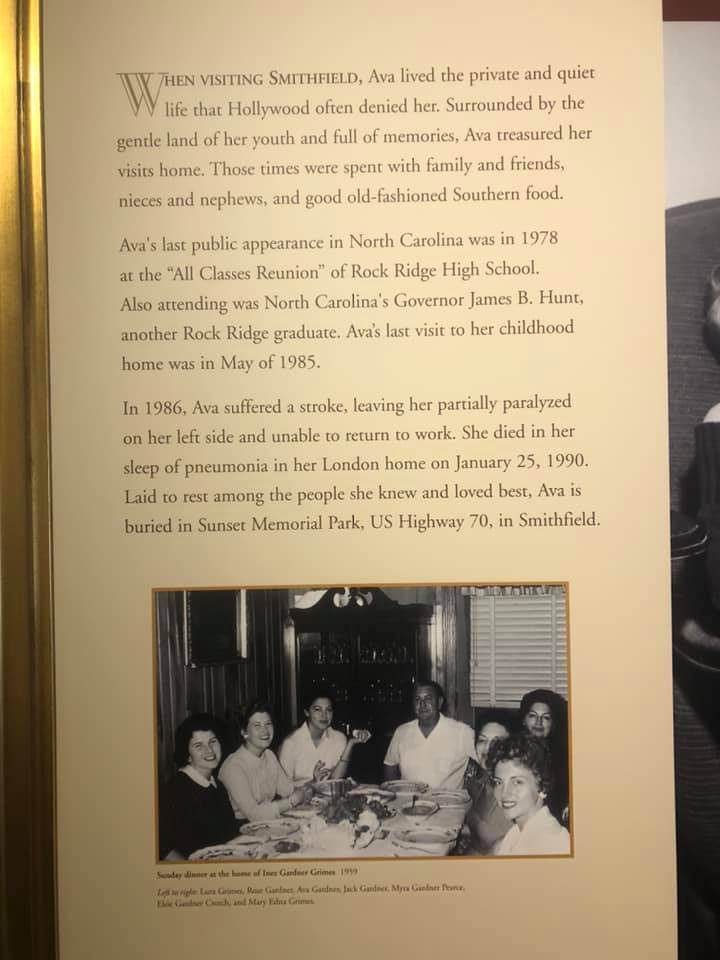 WHEN VISITING SMITHFIELD, Ava lived the private and quiet
life that Hollywood often denied her. Surrounded by the
gentle land of her youth and full of memories, Ava treasured her
visits home. Those times were spent with family and friends,
nieces and nephews, and good old-fashioned Southern food.
Ava's last public appearance in North Carolina was in 1978
at the “All Classes Reunion” of Rock Ridge High School.
Also attending was North Carolina's Governor James B. Hunt,
another Rock Ridge graduate. Ava's last visit to her childhood
home was in May of 1985.
In 1986, Ava suffered a stroke, leaving her partially paralyzed
on her left side and unable to return to work. She died in her
sleep of pneumonia in her London home on January 25, 1990.
Laid to rest among the people she knew and loved best, Ava is
buried in Sunset Memorial Park, US Highway 70, in Smithfield.
Sunday dinner at the home of Inez Gardner Grimes 1959
Left to right: Lura Grimes, Rose Gardner, Ava Gardner, Jack Gardner, Myra Gardner Pearce,
Elsie Gardner Creech, and Mary Edna Grimes.